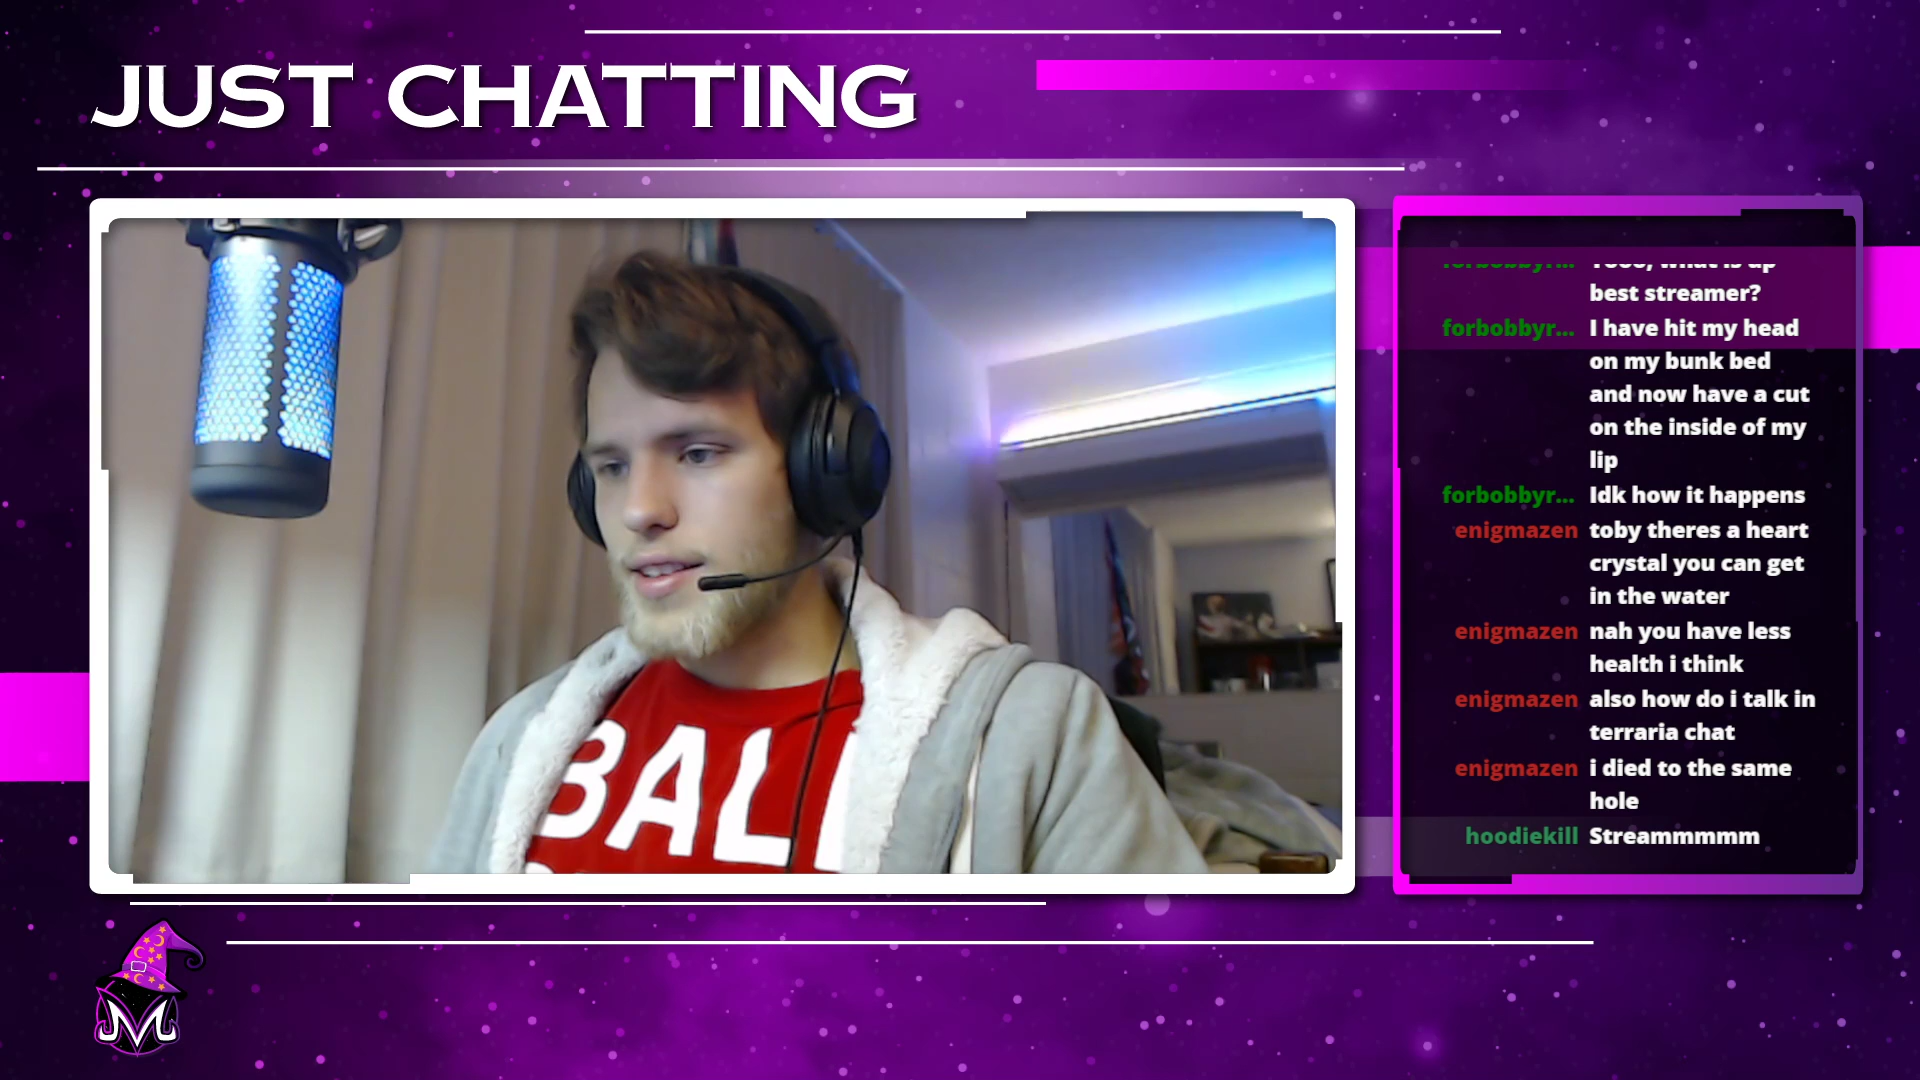 JUST CHATTING
best streamer?
forbobbyr... I have hit my head
on my bunk bed
and now have a cut
on the inside of my
lip
forbobbyr... Idk how it happens
enigmazen toby theres a heart
crystal you can get
in the water
enigmazen nah you have less
health i think
enigmazen also how do i talk in
terraria chat
enigmazen i died to the same
hole
hoodiekill Streammmmm
BALL
M